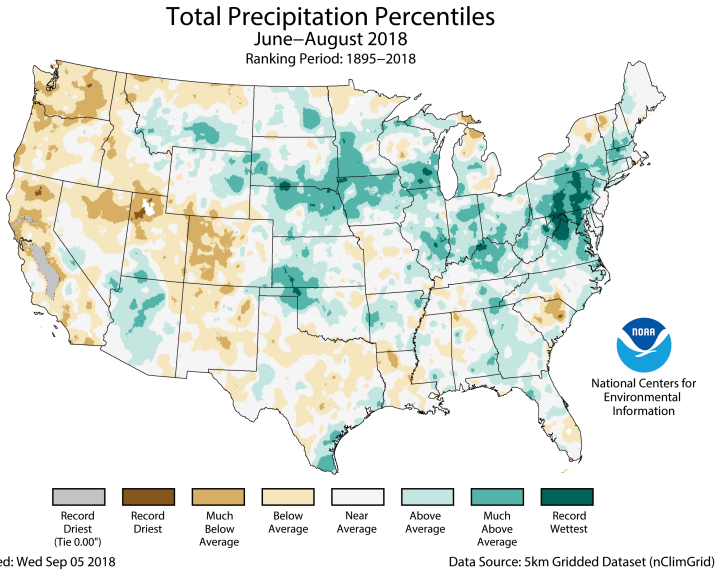 Total Precipitation Percentiles
June−August 2018
Ranking Period: 1895−2018
NOAA
National Centers for
Environmental
Information
Record
Driest
(Tie 0.00")
Record
Driest
Much
Below
Average
Below
Average
Near
Average
Above
Average
Much
Above
Average
Record
Wettest
ed: Wed Sep 05 2018
Data Source: 5km Gridded Dataset (nClimGrid)